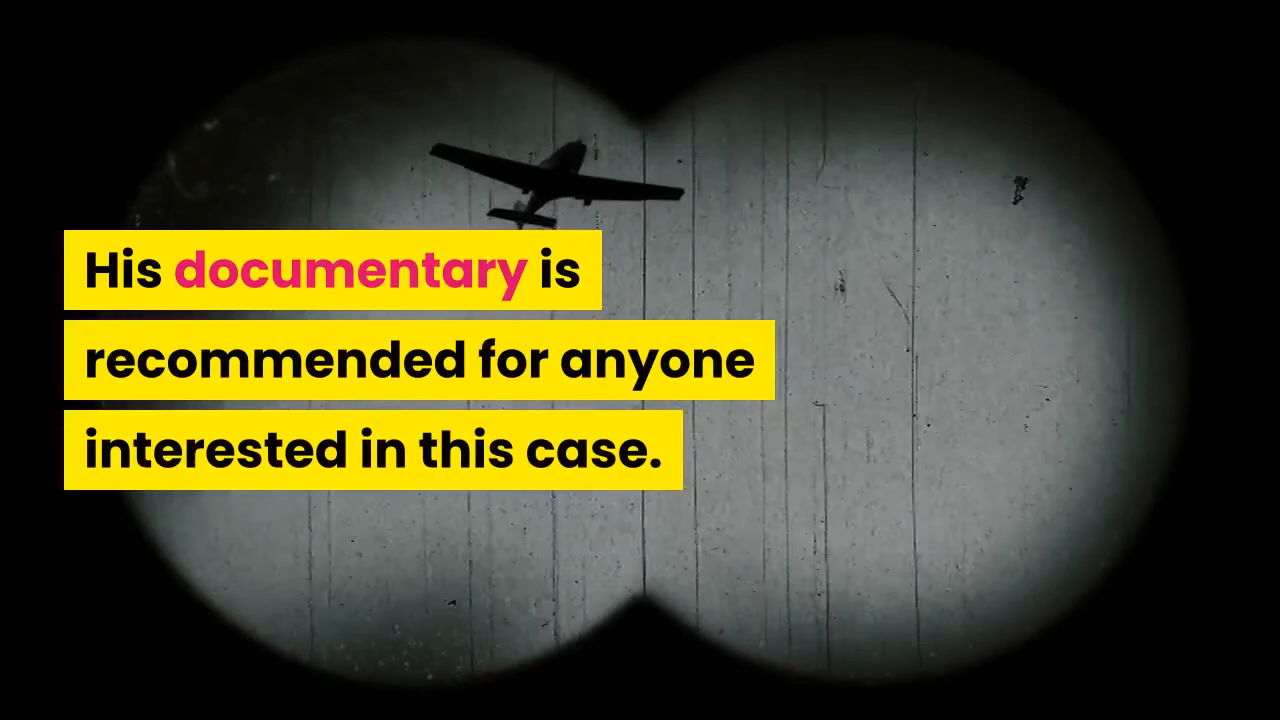 His documentary is
recommended for anyone
interested in this case.